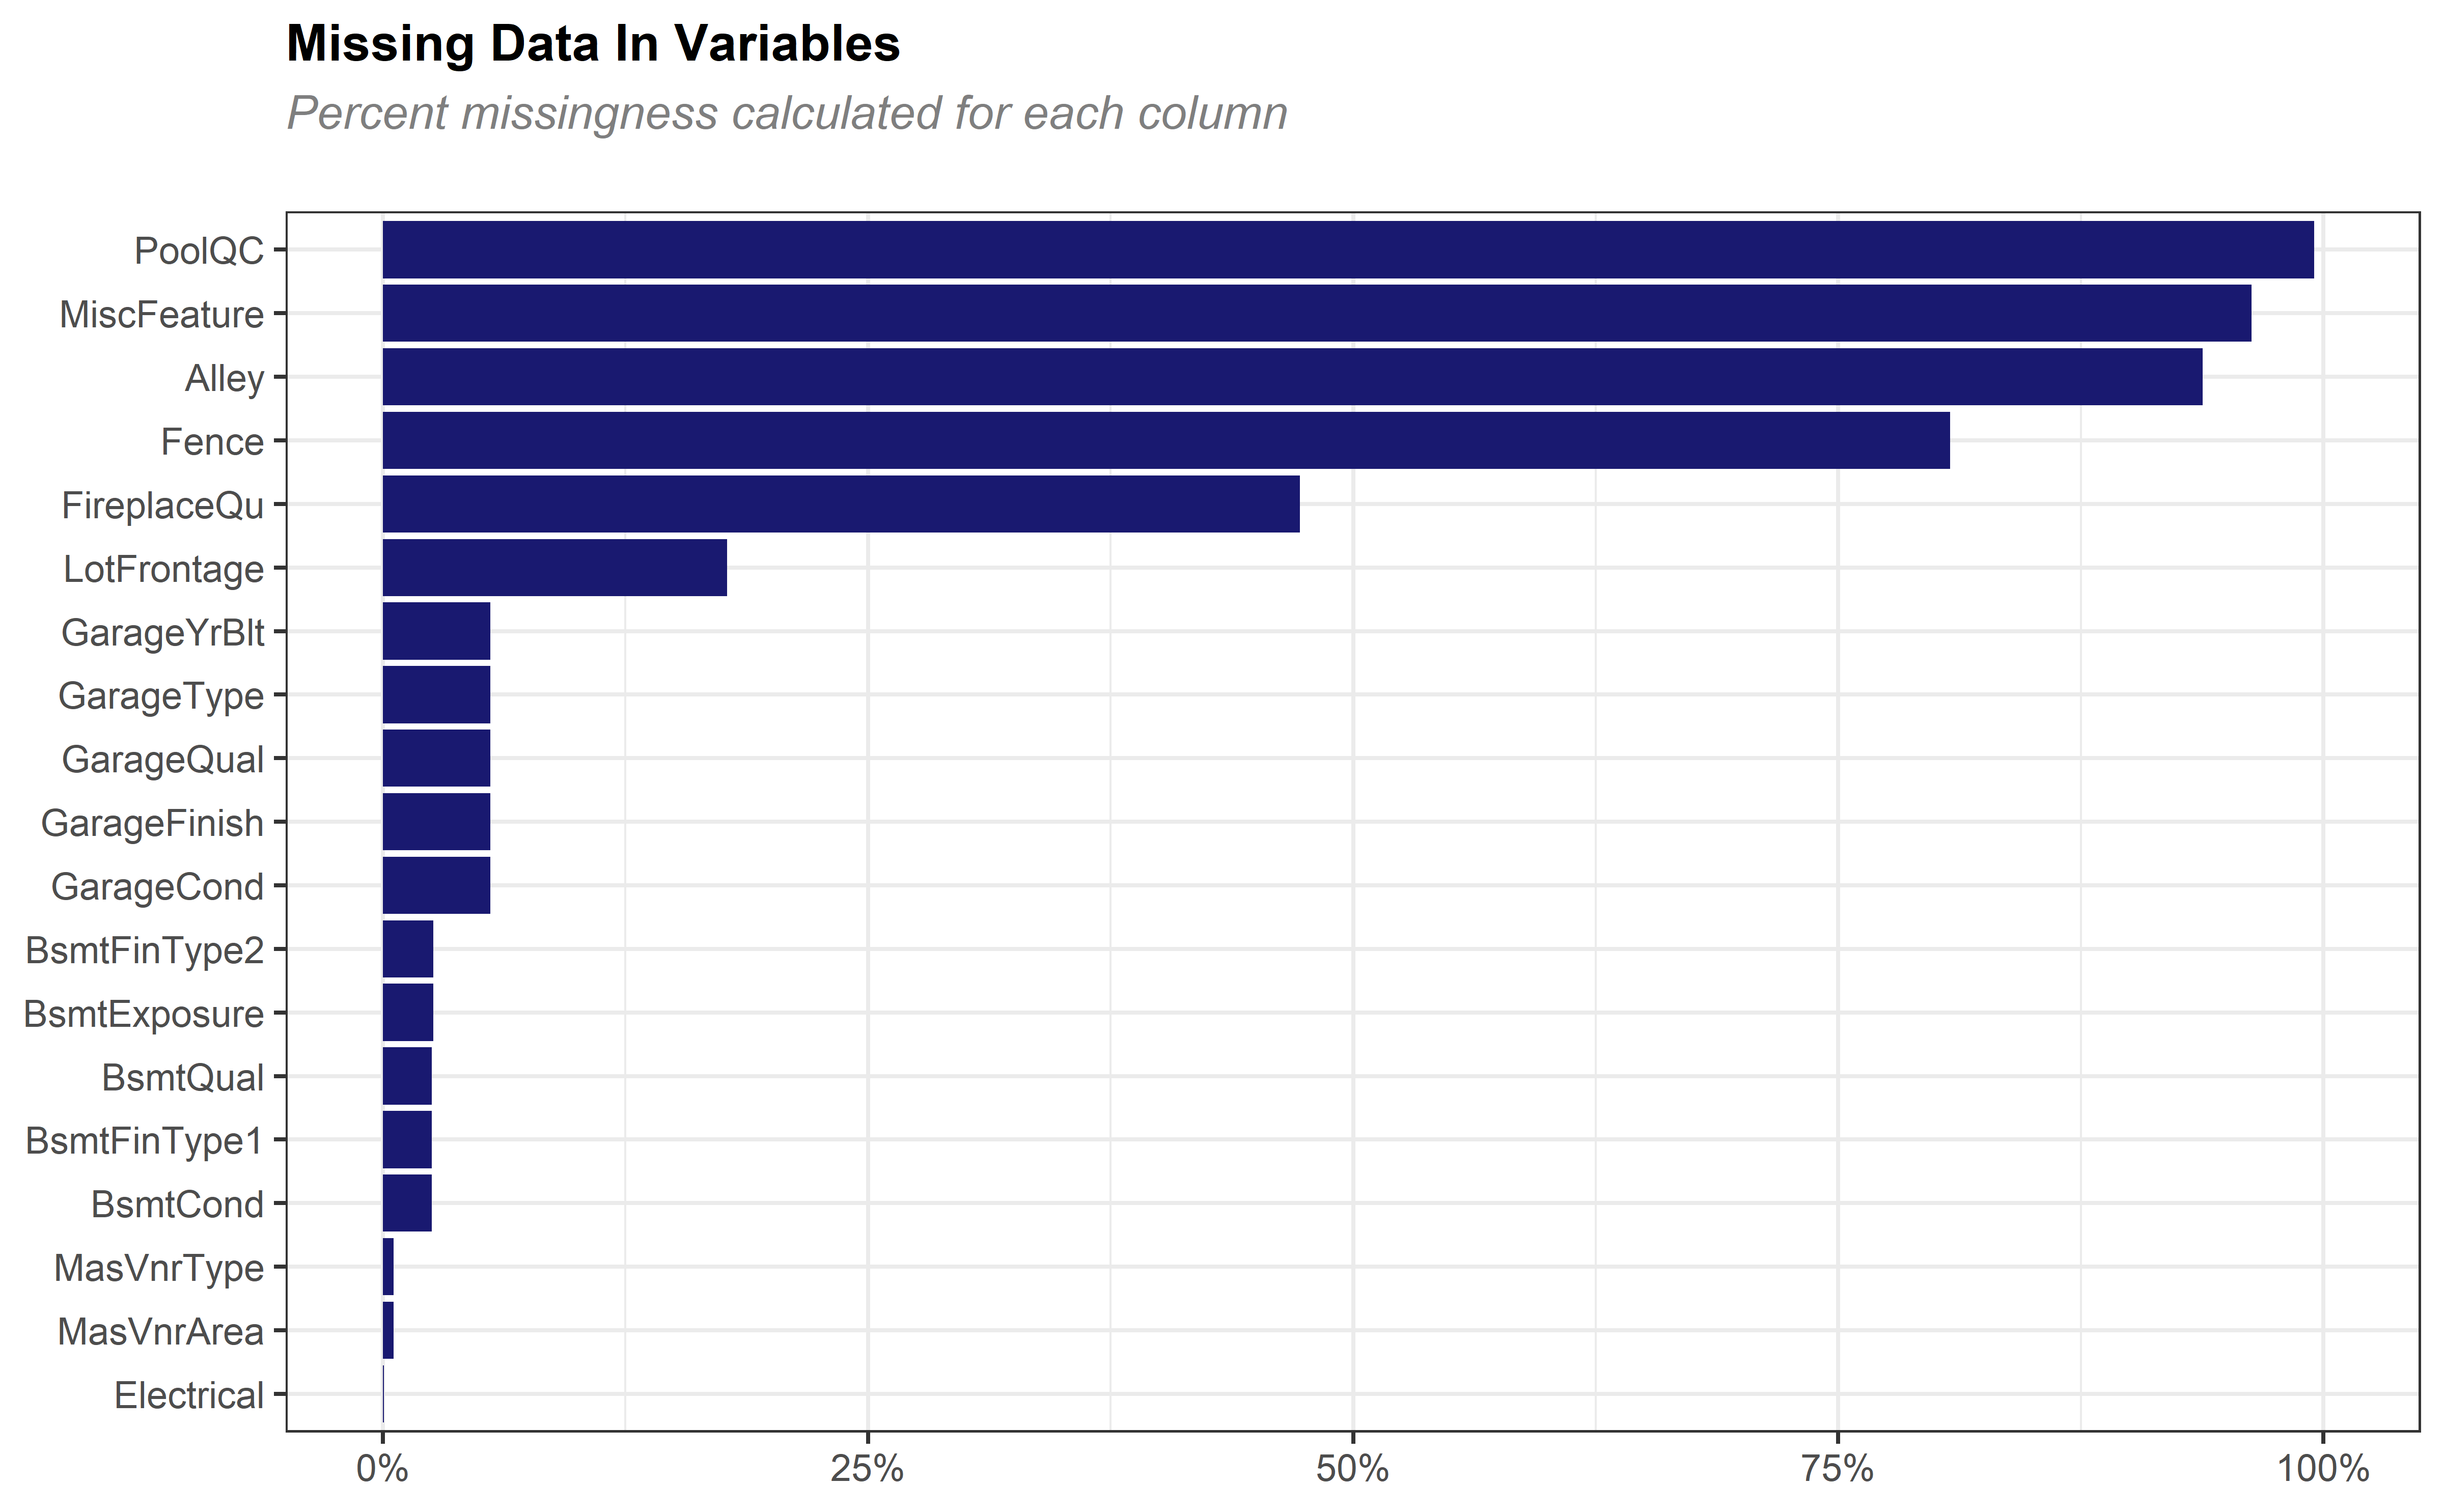 Missing Data In Variables
Percent missingness calculated for each column
PoolQC
MiscFeature
Alley
Fence
FireplaceQu
LotFrontage
GarageYrBlt
GarageType
GarageQual
GarageFinish
GarageCond
BsmtFinType2
BsmtExposure
BsmtQual
BsmtFinType1
BsmtCond
MasVnrType
MasVnrArea
Electrical
0% 25% 50% 75% 100%